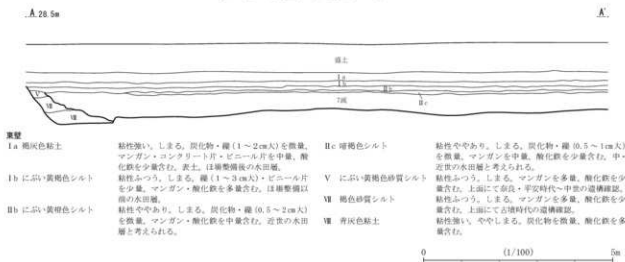 A 28.5m
A'
盛土
Ⅰa
Ⅰb
Ⅱb
Ⅱc
Ⅴ
Ⅶ
Ⅷ
東壁
Ⅰa 褐灰色粘土
粘性強い、しまる。炭化物・礫(1〜2cm大)を微量、
マンガン・コンクリート片・ビニール片を中量、酸
化鉄を少量含む。表土。ほ場整備後の水田層。
Ⅰb にぶい黄褐色シルト
粘性ふつう、しまる。礫(1〜3cm大)・ビニール片
を少量、マンガン・酸化鉄を多量含む。ほ場整備以
前の水田層。
Ⅱb にぶい黄橙色シルト
粘性ややあり、しまる。炭化物・礫(0.5〜2cm大)
を微量、マンガン・酸化鉄を中量含む。近世の水田
層と考えられる。
Ⅱc 暗褐色シルト
粘性ややあり、しまる。炭化物・礫(0.5〜1cm大)
を微量、マンガンを中量、酸化鉄を少量含む。中・
近世の水田層と考えられる。
Ⅴ にぶい黄褐色砂質シルト
粘性ふつう、しまる。マンガンを多量、酸化鉄を少
量含む。上面にて奈良・平安時代〜中世の遺構確認。
Ⅶ 褐色砂質シルト
粘性ふつう、しまる。マンガンを多量、酸化鉄を少
量含む。上面にて古墳時代の遺構確認。
Ⅷ 青灰色粘土
粘性強い、ややしまる。炭化物を微量、酸化鉄を多
量含む。
0 (1/100) 5m